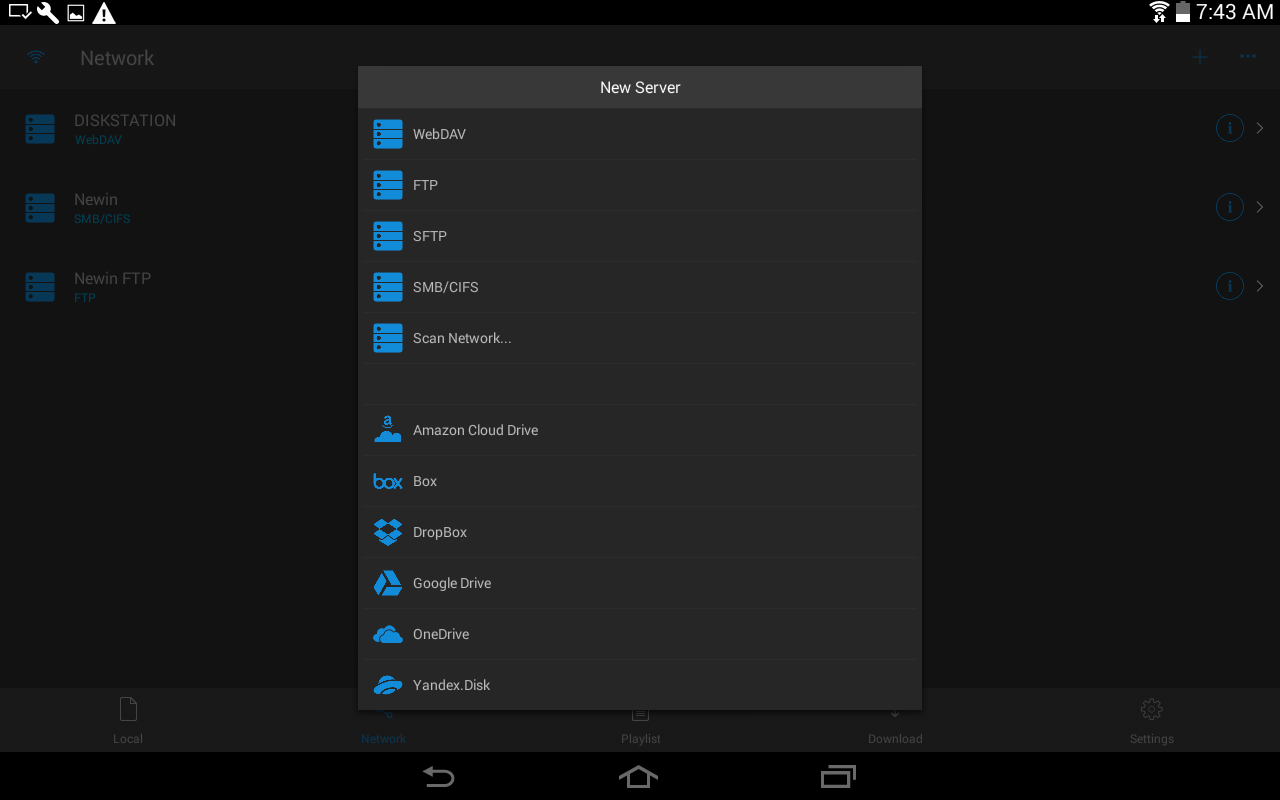 7:43 AM
Network
New Server
DISKSTATION
WebDAV
Newin
SMB/CIFS
Newin FTP
FTP
WebDAV
FTP
SFTP
SMB/CIFS
Scan Network...
a
Amazon Cloud Drive
box
Box
DropBox
Google Drive
OneDrive
Yandex.Disk
Local
Network
Playlist
Download
Settings